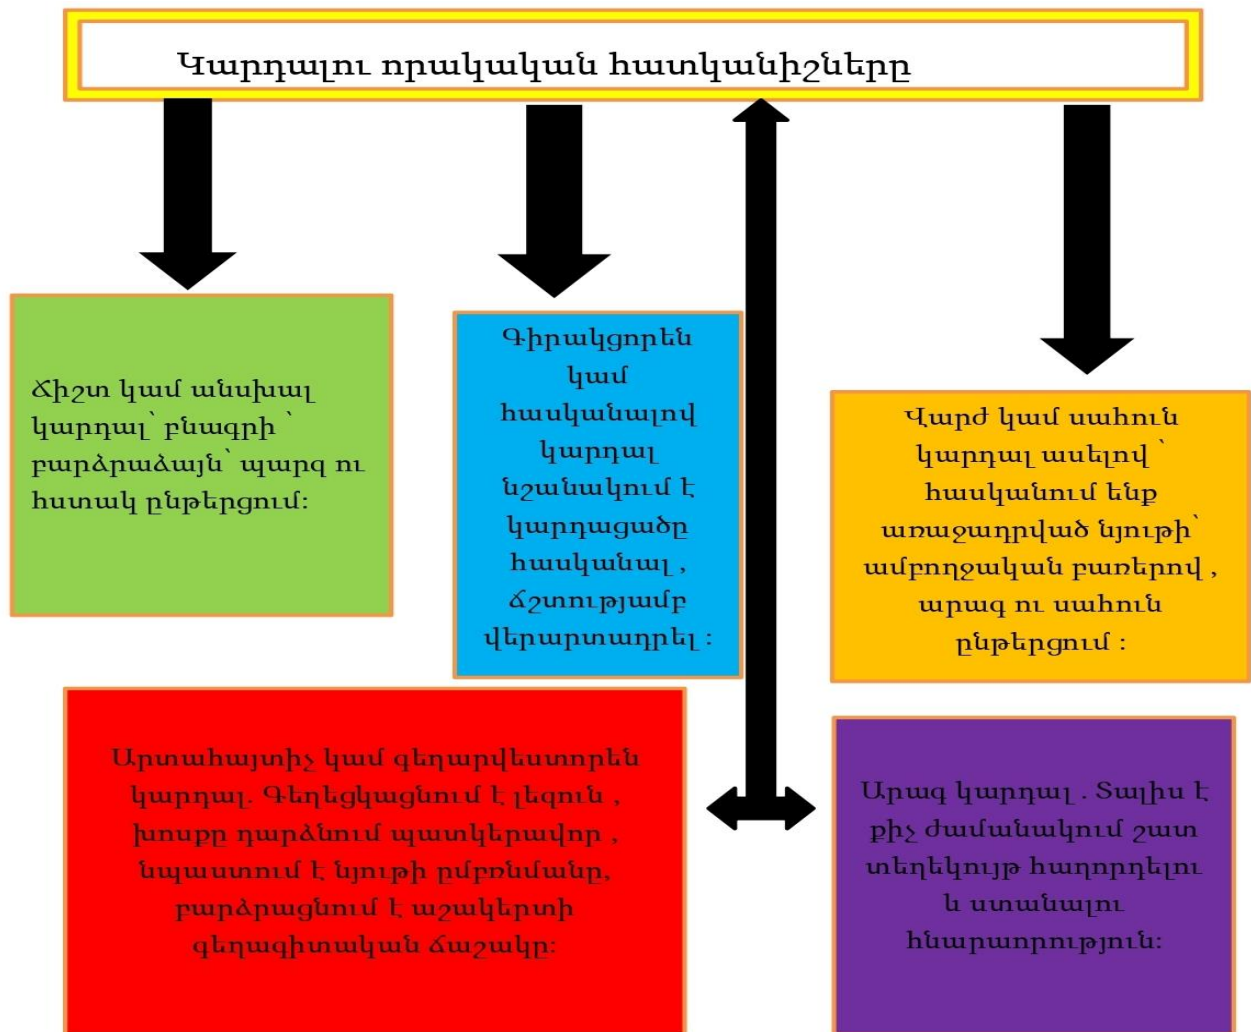 Կարդալու որակական հատկանիշները
Ճիշտ կամ անսխալ
կարդալ՝ բնագրի ՝
բարձրաձայն՝ պարզ ու
հստակ ընթերցում:
Գիրակցորեն
կամ
հասկանալով
կարդալ
նշանակում է
կարդացածը
հասկանալ ,
ճշտությամբ
վերարտադրել :
Վարժ կամ սահուն
կարդալ ասելով ՝
հասկանում ենք
առաջադրված նյութի՝
ամբողջական բառերով ,
արագ ու սահուն
ընթերցում :
Արտահայտիչ կամ գեղարվեստորեն
կարդալ. Գեղեցկացնում է լեզուն ,
խոսքը դարձնում պատկերավոր ,
նպաստում է նյութի ըմբռնմանը,
բարձրացնում է աշակերտի
գեղագիտական ճաշակը:
Արագ կարդալ . Տալիս է
քիչ ժամանակում շատ
տեղեկույթ հաղորդելու
և ստանալու
հնարաորություն: